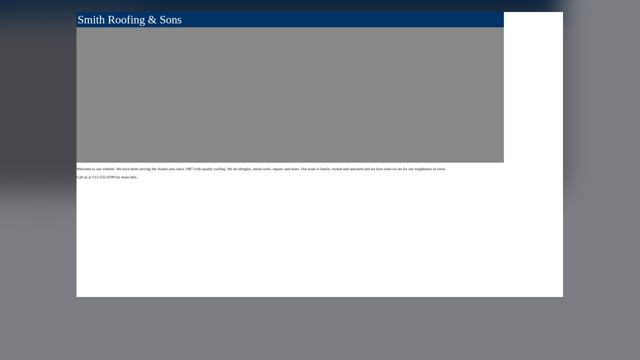 Smith Roofing & Sons
Welcome to our website. We have been serving the Austin area since 1987 with quality roofing. We do shingles, metal roofs, repairs and more. Our team is family owned and operated and we love what we do for our neighbors in town.
Call us at 512-555-0199 for more info.